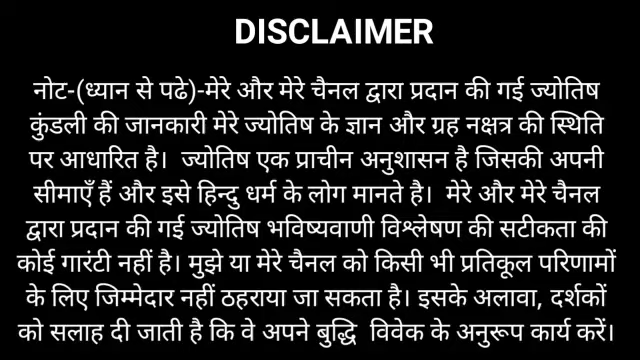 DISCLAIMER
नोट-(ध्यान से पढे)-मेरे और मेरे चैनल द्वारा प्रदान की गई ज्योतिष
कुंडली की जानकारी मेरे ज्योतिष के ज्ञान और ग्रह नक्षत्र की स्थिति
पर आधारित है। ज्योतिष एक प्राचीन अनुशासन है जिसकी अपनी
सीमाएँ हैं और इसे हिन्दु धर्म के लोग मानते है। मेरे और मेरे चैनल
द्वारा प्रदान की गई ज्योतिष भविष्यवाणी विश्लेषण की सटीकता की
कोई गारंटी नहीं है। मुझे या मेरे चैनल को किसी भी प्रतिकूल परिणामों
के लिए जिम्मेदार नहीं ठहराया जा सकता है। इसके अलावा, दर्शकों
को सलाह दी जाती है कि वे अपने बुद्धि विवेक के अनुरूप कार्य करें।